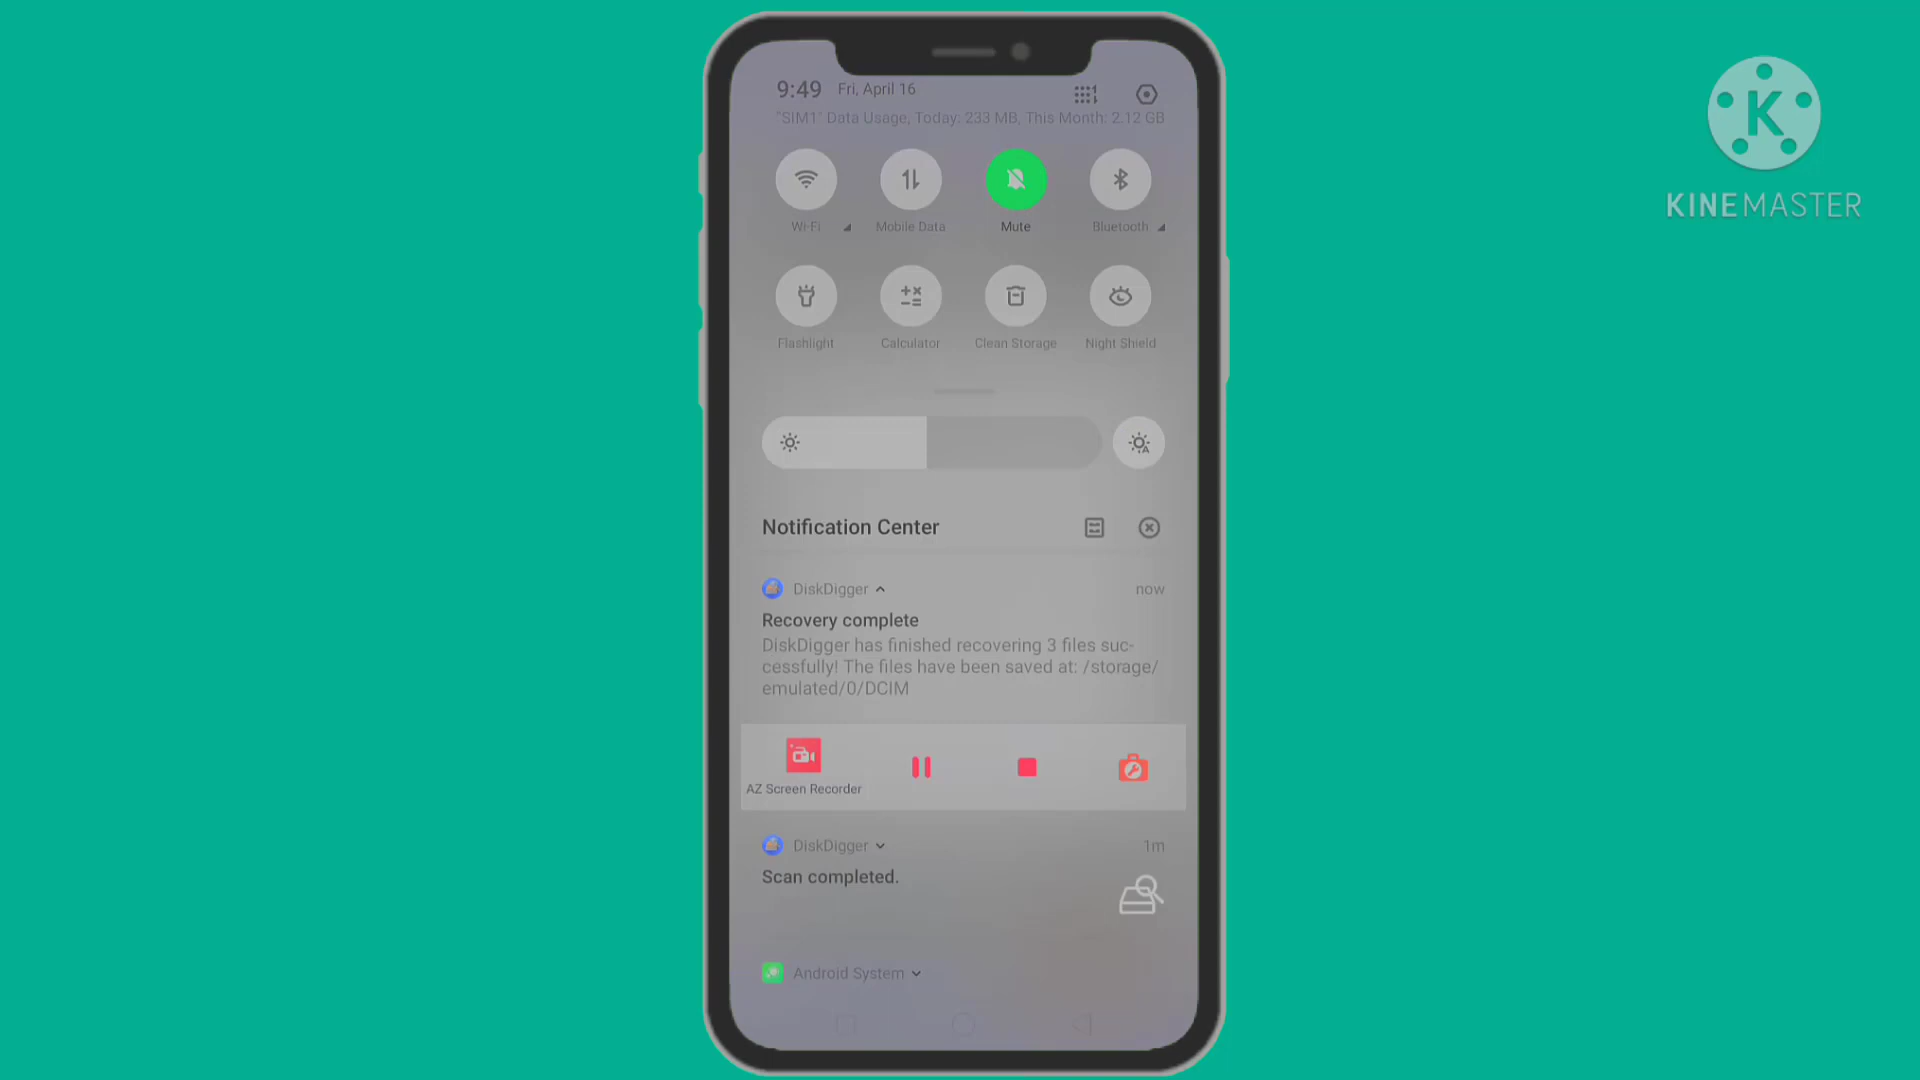 9:49 Fri, April 16
"SIM1" Data Usage, Today: 233 MB, This Month: 2.12 GB
Wi-Fi Mobile Data Mute Bluetooth
Flashlight Calculator Clean Storage Night Shield
Notification Center
DiskDigger now
Recovery complete
DiskDigger has finished recovering 3 files suc-
cessfully! The files have been saved at: /storage/
emulated/0/DCIM
AZ Screen Recorder
DiskDigger 1m
Scan completed.
Android System
K
KINEMASTER